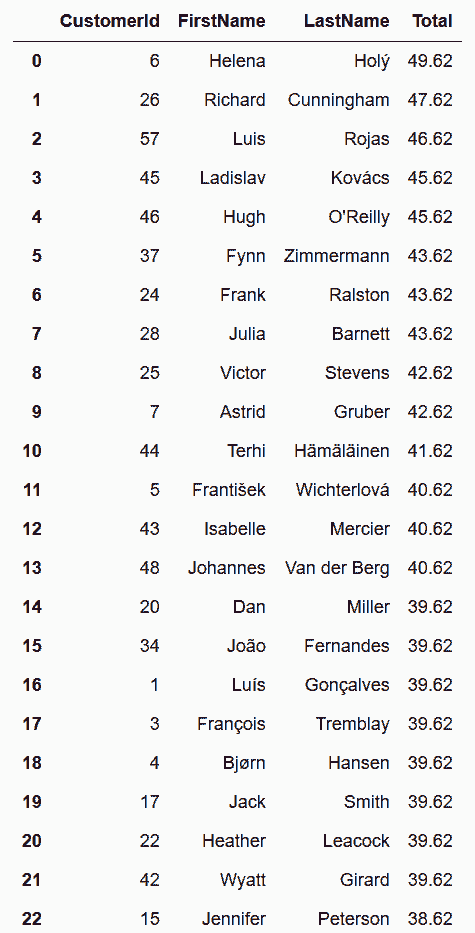 CustomerId FirstName LastName Total
0 6 Helena Holý 49.62
1 26 Richard Cunningham 47.62
2 57 Luis Rojas 46.62
3 45 Ladislav Kovács 45.62
4 46 Hugh O'Reilly 45.62
5 37 Fynn Zimmermann 43.62
6 24 Frank Ralston 43.62
7 28 Julia Barnett 43.62
8 25 Victor Stevens 42.62
9 7 Astrid Gruber 42.62
10 44 Terhi Hämäläinen 41.62
11 5 František Wichterlová 40.62
12 43 Isabelle Mercier 40.62
13 48 Johannes Van der Berg 40.62
14 20 Dan Miller 39.62
15 34 João Fernandes 39.62
16 1 Luís Gonçalves 39.62
17 3 François Tremblay 39.62
18 4 Bjørn Hansen 39.62
19 17 Jack Smith 39.62
20 22 Heather Leacock 39.62
21 42 Wyatt Girard 39.62
22 15 Jennifer Peterson 38.62